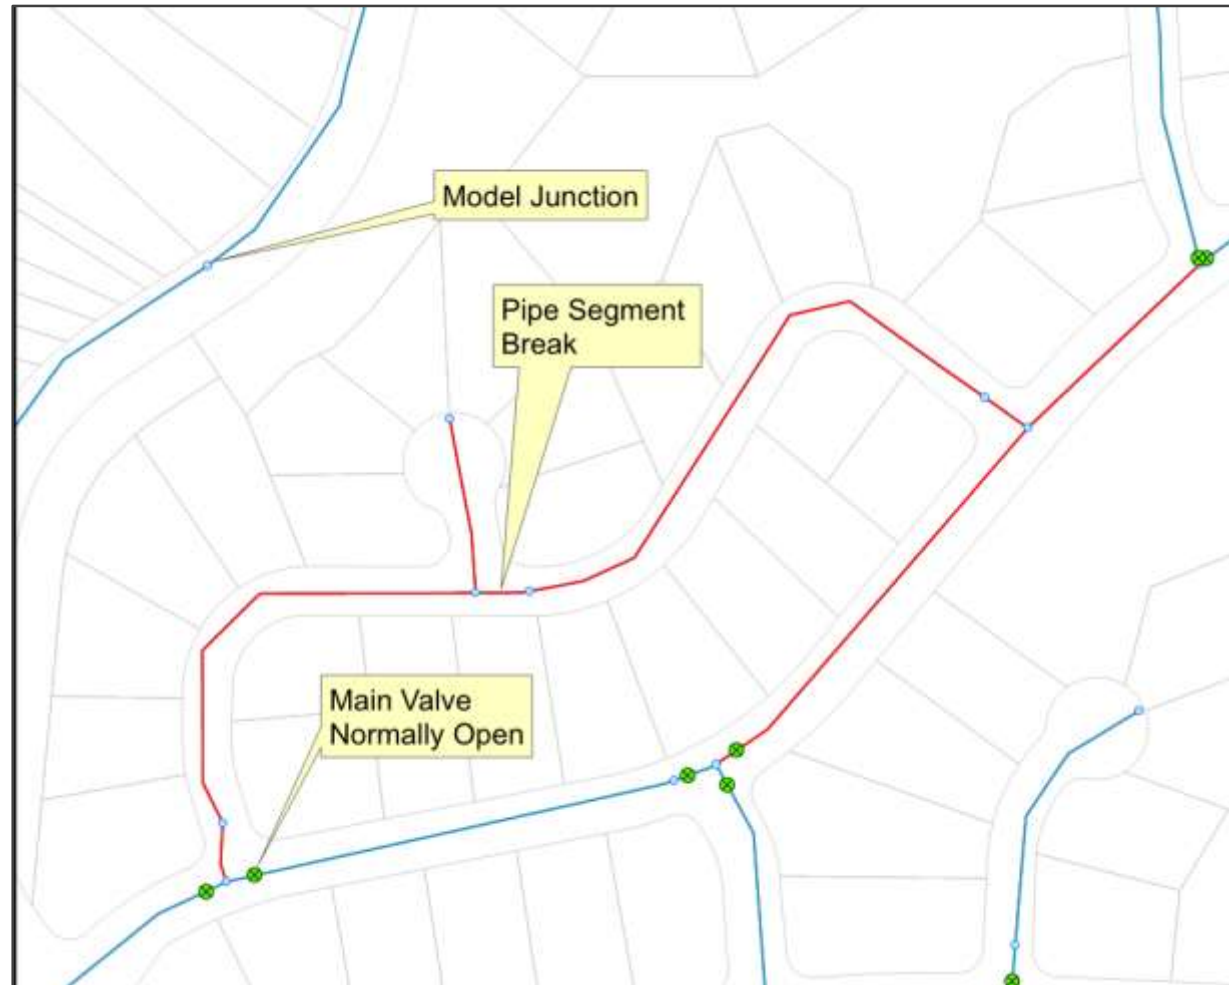 Model Junction
Pipe Segment
Break
Main Valve
Normally Open